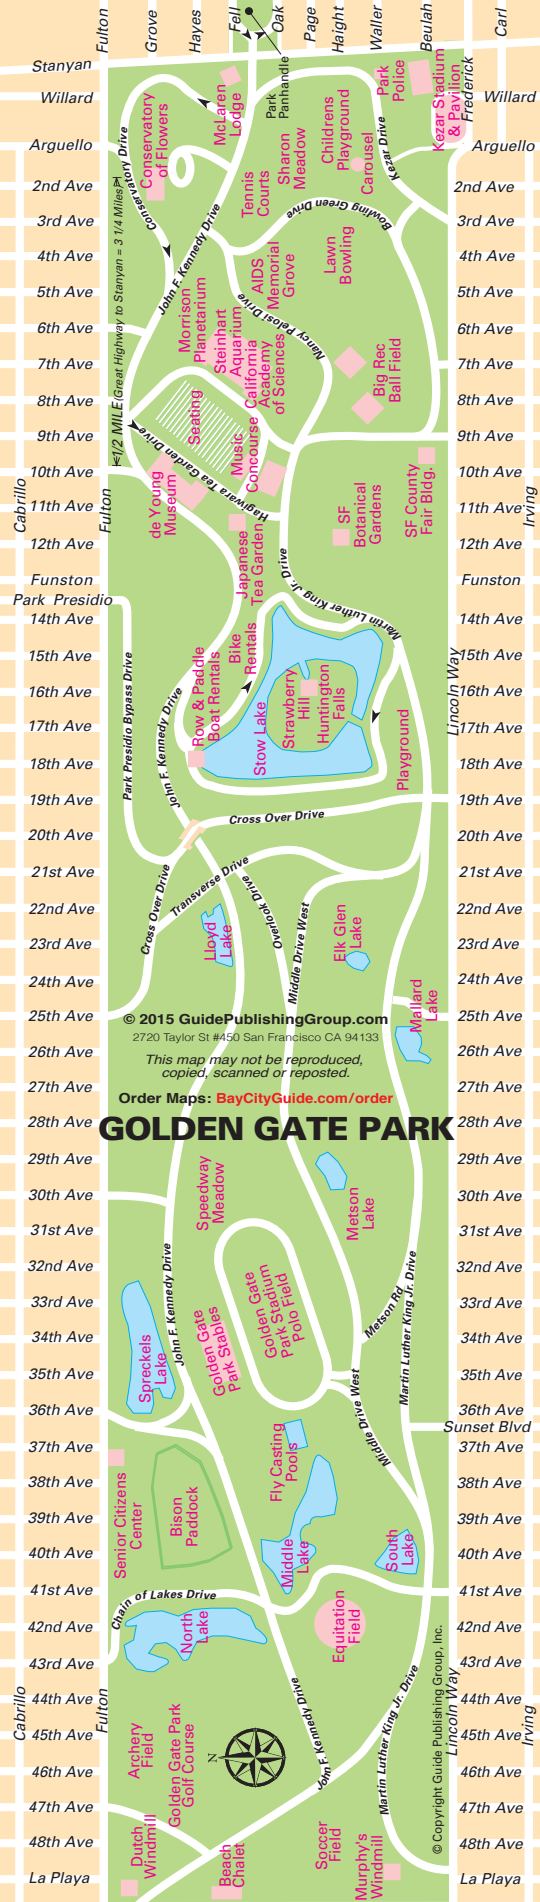 Fulton
Grove
Hayes
Fell
Oak
Page
Haight
Waller
Beulah
Carl
Stanyan
Willard
Arguello
2nd Ave
3rd Ave
4th Ave
5th Ave
6th Ave
7th Ave
8th Ave
9th Ave
10th Ave
11th Ave
12th Ave
Funston
Park Presidio
14th Ave
15th Ave
16th Ave
17th Ave
18th Ave
19th Ave
20th Ave
21st Ave
22nd Ave
23rd Ave
24th Ave
25th Ave
26th Ave
27th Ave
28th Ave
29th Ave
30th Ave
31st Ave
32nd Ave
33rd Ave
34th Ave
35th Ave
36th Ave
37th Ave
38th Ave
39th Ave
40th Ave
41st Ave
42nd Ave
43rd Ave
44th Ave
45th Ave
46th Ave
47th Ave
48th Ave
La Playa
Cabrillo
Fulton
Cabrillo
Fulton
Park
Panhandle
McLaren
Lodge
Park
Police
Kezar Stadium
& Pavilion
Frederick
Conservatory
of Flowers
Conservatory Drive
Childrens
Playground
Carousel
Kezar Drive
Sharon
Meadow
Tennis
Courts
Bowling Green Drive
Lawn
Bowling
AIDS
Memorial
Grove
John F. Kennedy Drive
1/2 MILE (Great Highway to Stanyan = 3 1/4 Miles)
Nancy Pelosi Drive
Morrison
Planetarium
Steinhart
Aquarium
California
Academy
of Sciences
Big Rec
Ball Field
Seating
Music
Concourse
Hagiwara Tea Garden Drive
de Young
Museum
Japanese
Tea Garden
SF
Botanical
Gardens
SF County
Fair Bldg.
Martin Luther King Jr. Drive
Bike
Rentals
Row & Paddle
Boat Rentals
Stow Lake
Strawberry
Hill
Huntington
Falls
Playground
Park Presidio Bypass Drive
John F. Kennedy Drive
Cross Over Drive
Cross Over Drive
Transverse Drive
Overlook Drive
Middle Drive West
Lloyd
Lake
Elk Glen
Lake
Mallard
Lake
© 2015 GuidePublishingGroup.com
2720 Taylor St #450 San Francisco CA 94133
This map may not be reproduced,
copied, scanned or reposted.
Order Maps: BayCityGuide.com/order
GOLDEN GATE PARK
Speedway
Meadow
Metson
Lake
John F. Kennedy Drive
Golden Gate
Park Stadium
Polo Field
Golden Gate
Park Stables
Spreckels
Lake
Metson Rd.
Martin Luther King Jr. Drive
Middle Drive West
Fly Casting
Pools
Senior Citizens
Center
Bison
Paddock
Middle
Lake
South
Lake
Chain of Lakes Drive
North
Lake
Equitation
Field
Archery
Field
Golden Gate Park
Golf Course
N
John F. Kennedy Drive
Martin Luther King Jr. Drive
Dutch
Windmill
Beach
Chalet
Soccer
Field
Murphy's
Windmill
© Copyright Guide Publishing Group, Inc.
Willard
Arguello
2nd Ave
3rd Ave
4th Ave
5th Ave
6th Ave
7th Ave
8th Ave
9th Ave
10th Ave
11th Ave
12th Ave
Funston
14th Ave
15th Ave
16th Ave
17th Ave
18th Ave
19th Ave
20th Ave
21st Ave
22nd Ave
23rd Ave
24th Ave
25th Ave
26th Ave
27th Ave
28th Ave
29th Ave
30th Ave
31st Ave
32nd Ave
33rd Ave
34th Ave
35th Ave
36th Ave
Sunset Blvd
37th Ave
38th Ave
39th Ave
40th Ave
41st Ave
42nd Ave
43rd Ave
44th Ave
45th Ave
46th Ave
47th Ave
48th Ave
La Playa
Irving
Lincoln Way
Lincoln Way
Irving